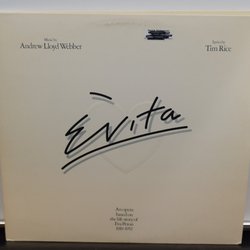 Music by
Andrew Lloyd Webber
Lyrics by
Tim Rice
Evita
An opera
based on
the life story of
Eva Peron
1919-1952